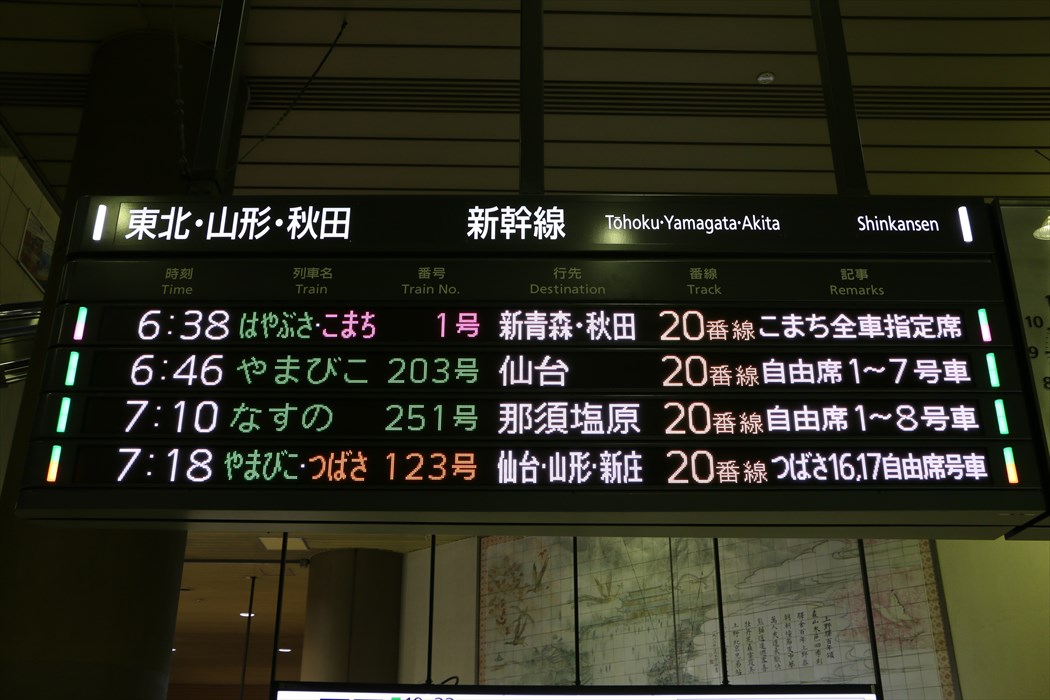 東北・山形・秋田 新幹線 Tōhoku・Yamagata・Akita Shinkansen
時刻 列車名 番号 行先 番線 記事
Time Train Train No. Destination Track Remarks
6:38 はやぶさ・こまち 1号 新青森・秋田 20番線 こまち全車指定席
6:46 やまびこ 203号 仙台 20番線 自由席1〜7号車
7:10 なすの 251号 那須塩原 20番線 自由席1〜8号車
7:18 やまびこ・つばさ 123号 仙台・山形・新庄 20番線 つばさ16,17自由席号車
10
9
8